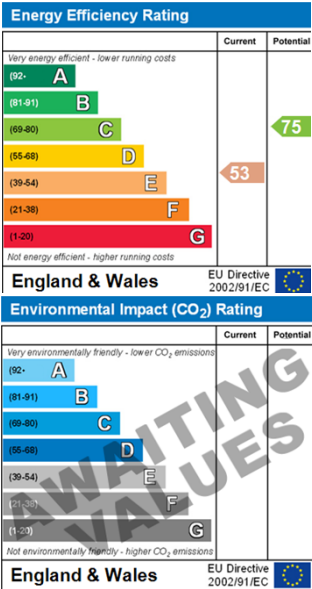 Energy Efficiency Rating
Current Potential
Very energy efficient - lower running costs
(92+ A
(81-91) B
(69-80) C
75
(55-68) D
53
(39-54) E
(21-38) F
(1-20) G
Not energy efficient - higher running costs
England & Wales
EU Directive
2002/91/EC
Environmental Impact (CO₂) Rating
Current Potential
Very environmentally friendly - lower CO₂ emissions
(92+ A
(81-91) B
(69-80) C
(55-68) D
(39-54) E
(21-38) F
(1-20) G
AWAITING
VALUES
Not environmentally friendly - higher CO₂ emissions
England & Wales
EU Directive
2002/91/EC